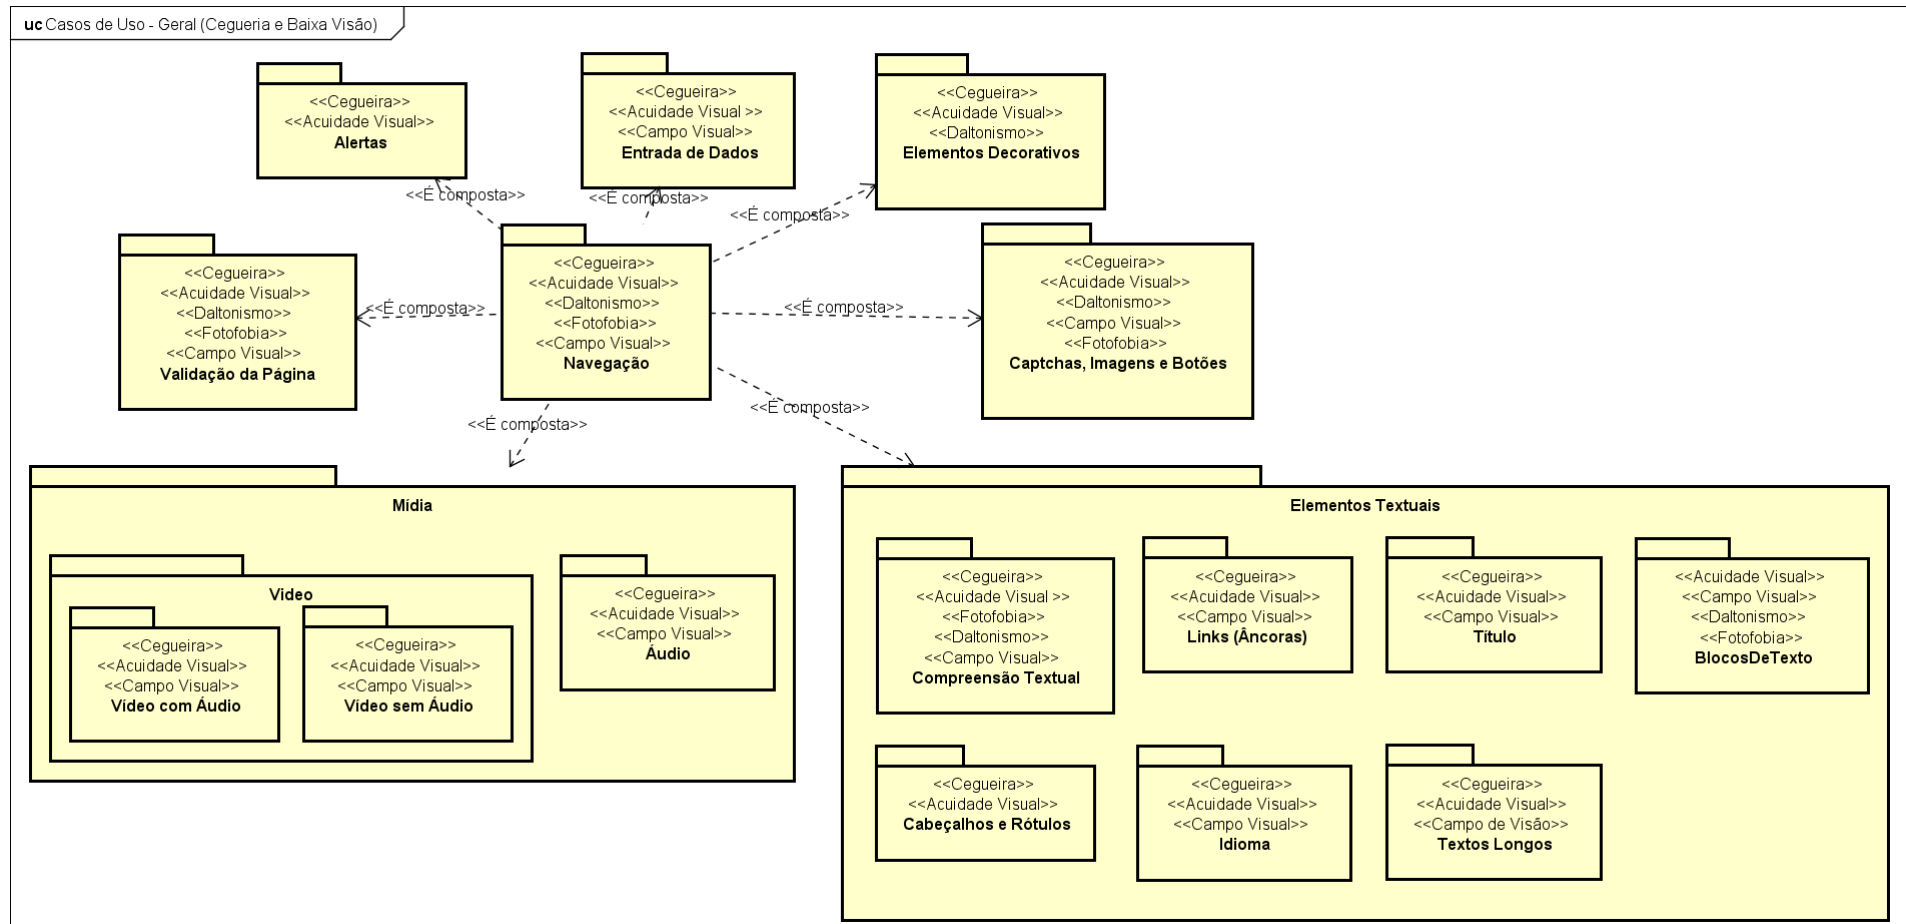 uc Casos de Uso - Geral (Cegueria e Baixa Visão)
<<Cegueira>>
<<Acuidade Visual>>
Alertas
<<Cegueira>>
<<Acuidade Visual >>
<<Campo Visual>>
Entrada de Dados
<<Cegueira>>
<<Acuidade Visual>>
<<Daltonismo>>
Elementos Decorativos
<<É composta>>
<<É composta>>
<<É composta>>
<<Cegueira>>
<<Acuidade Visual>>
<<Daltonismo>>
<<Fotofobia>>
<<Campo Visual>>
Validação da Página
<<É composta>>
<<Cegueira>>
<<Acuidade Visual>>
<<Daltonismo>>
<<Fotofobia>>
<<Campo Visual>>
Navegação
<<É composta>>
<<Cegueira>>
<<Acuidade Visual>>
<<Daltonismo>>
<<Campo Visual>>
<<Fotofobia>>
Captchas, Imagens e Botões
<<É composta>>
<<É composta>>
Mídia
Video
<<Cegueira>>
<<Acuidade Visual>>
<<Campo Visual>>
Vídeo com Áudio
<<Cegueira>>
<<Acuidade Visual>>
<<Campo Visual>>
Vídeo sem Áudio
<<Cegueira>>
<<Acuidade Visual>>
<<Campo Visual>>
Áudio
Elementos Textuais
<<Cegueira>>
<<Acuidade Visual >>
<<Fotofobia>>
<<Daltonismo>>
<<Campo Visual>>
Compreensão Textual
<<Cegueira>>
<<Acuidade Visual>>
<<Campo Visual>>
Links (Âncoras)
<<Cegueira>>
<<Acuidade Visual>>
<<Campo Visual>>
Título
<<Acuidade Visual>>
<<Campo Visual>>
<<Daltonismo>>
<<Fotofobia>>
BlocosDeTexto
<<Cegueira>>
<<Acuidade Visual>>
Cabeçalhos e Rótulos
<<Cegueira>>
<<Acuidade Visual>>
<<Campo Visual>>
Idioma
<<Cegueira>>
<<Acuidade Visual>>
<<Campo de Visão>>
Textos Longos